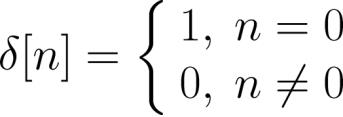 δ[n] = { 1, n = 0
0, n ≠ 0